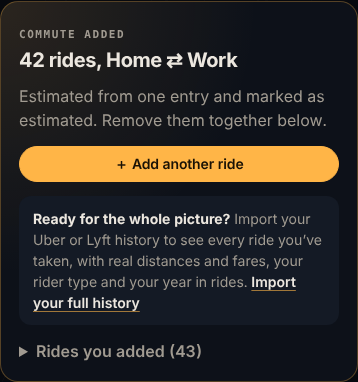 COMMUTE ADDED
42 rides, Home ⇄ Work
Estimated from one entry and marked as
estimated. Remove them together below.
+ Add another ride
Ready for the whole picture? Import your
Uber or Lyft history to see every ride you’ve
taken, with real distances and fares, your
rider type and your year in rides. Import
your full history
▶ Rides you added (43)